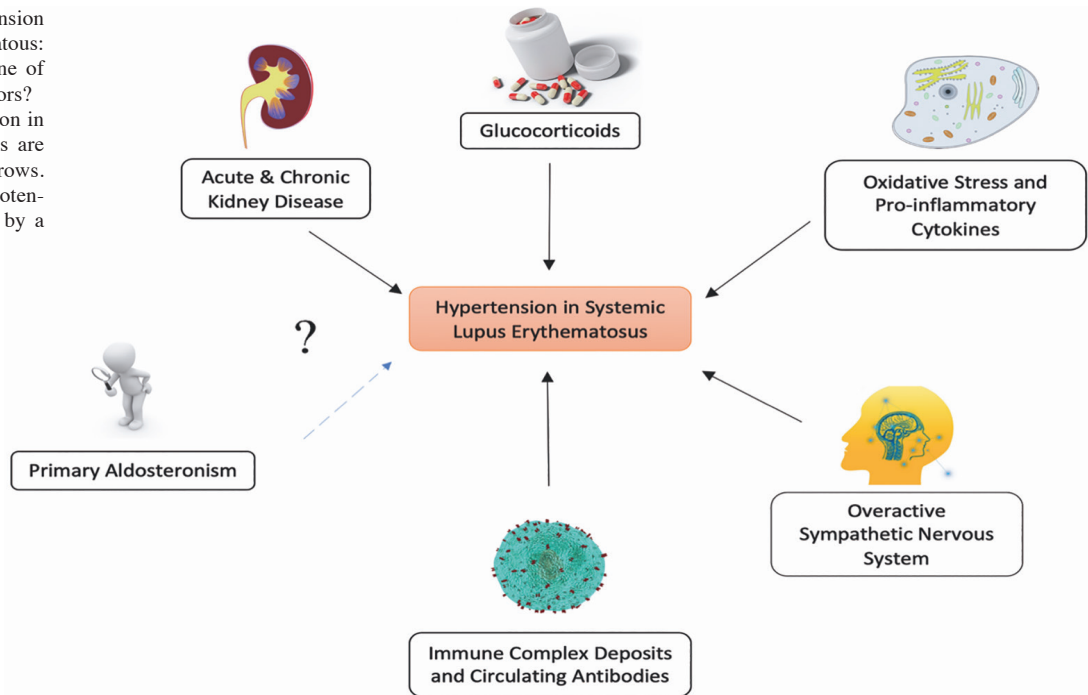 nsion
atous:
ne of
ors?
on in
s are
rows.
oten-
by a
Glucocorticoids
Acute & Chronic
Kidney Disease
Oxidative Stress and
Pro-inflammatory
Cytokines
Hypertension in Systemic
Lupus Erythematosus
?
Primary Aldosteronism
Overactive
Sympathetic Nervous
System
Immune Complex Deposits
and Circulating Antibodies